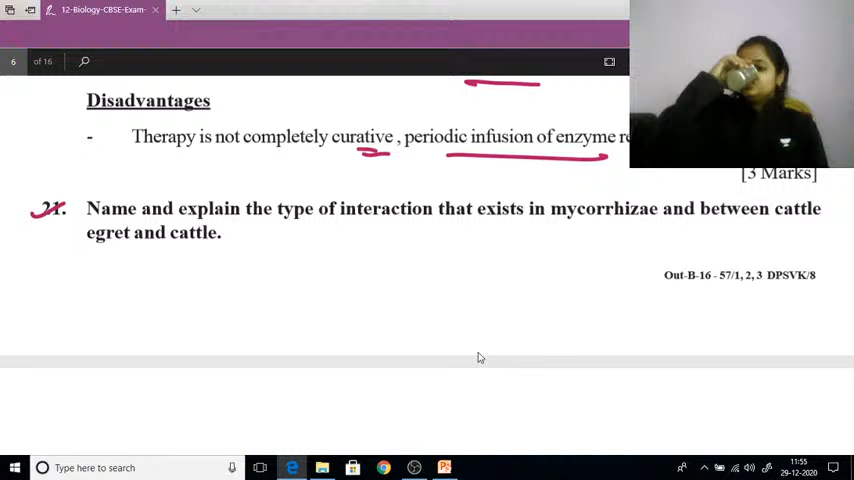 12-Biology-CBSE-Exam-
6 of 16
Disadvantages
- Therapy is not completely curative , periodic infusion of enzyme
[3 Marks]
21. Name and explain the type of interaction that exists in mycorrhizae and between cattle
egret and cattle.
Out-B-16 - 57/1, 2, 3 DPSVK/8
Type here to search
11:55
29-12-2020